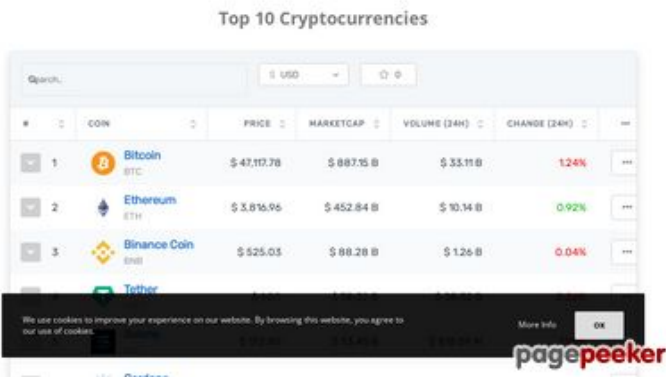 Top 10 Cryptocurrencies
$ USD
0
# COIN PRICE MARKETCAP VOLUME (24H) CHANGE (24H)
1 Bitcoin BTC $ 47,117.78 $ 887.15 B $ 33.11 B 1.24%
2 Ethereum ETH $ 3,816.96 $ 452.84 B $ 10.14 B 0.92%
3 Binance Coin BNB $ 525.03 $ 88.28 B $ 1.26 B 0.04%
Tether
We use cookies to improve your experience on our website. By browsing this website, you agree to
our use of cookies.
More Info
OK
pagepeeker